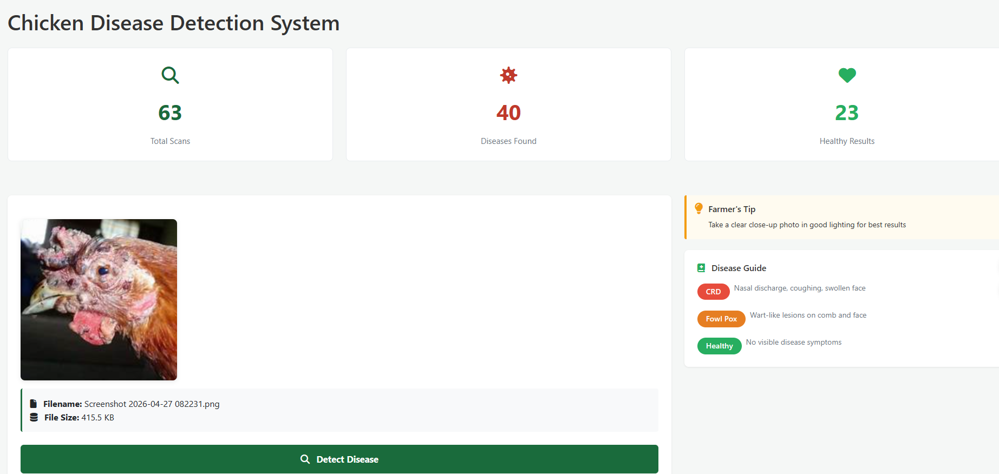 Chicken Disease Detection System
63
Total Scans
40
Diseases Found
23
Healthy Results
Filename: Screenshot 2026-04-27 082231.png
File Size: 415.5 KB
Detect Disease
Farmer's Tip
Take a clear close-up photo in good lighting for best results
Disease Guide
CRD Nasal discharge, coughing, swollen face
Fowl Pox Wart-like lesions on comb and face
Healthy No visible disease symptoms